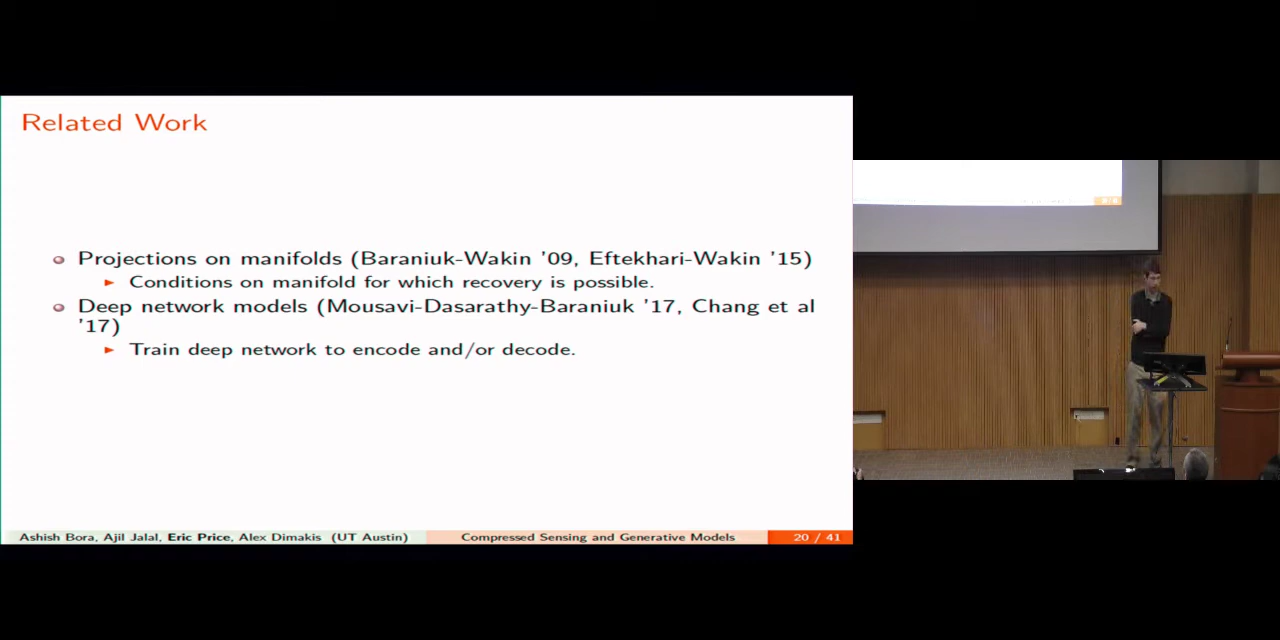 Related Work
Projections on manifolds (Baraniuk-Wakin '09, Eftekhari-Wakin '15)
Conditions on manifold for which recovery is possible.
Deep network models (Mousavi-Dasarathy-Baraniuk '17, Chang et al
'17)
Train deep network to encode and/or decode.
Ashish Bora, Ajil Jalal, Eric Price, Alex Dimakis (UT Austin) Compressed Sensing and Generative Models 20 / 41